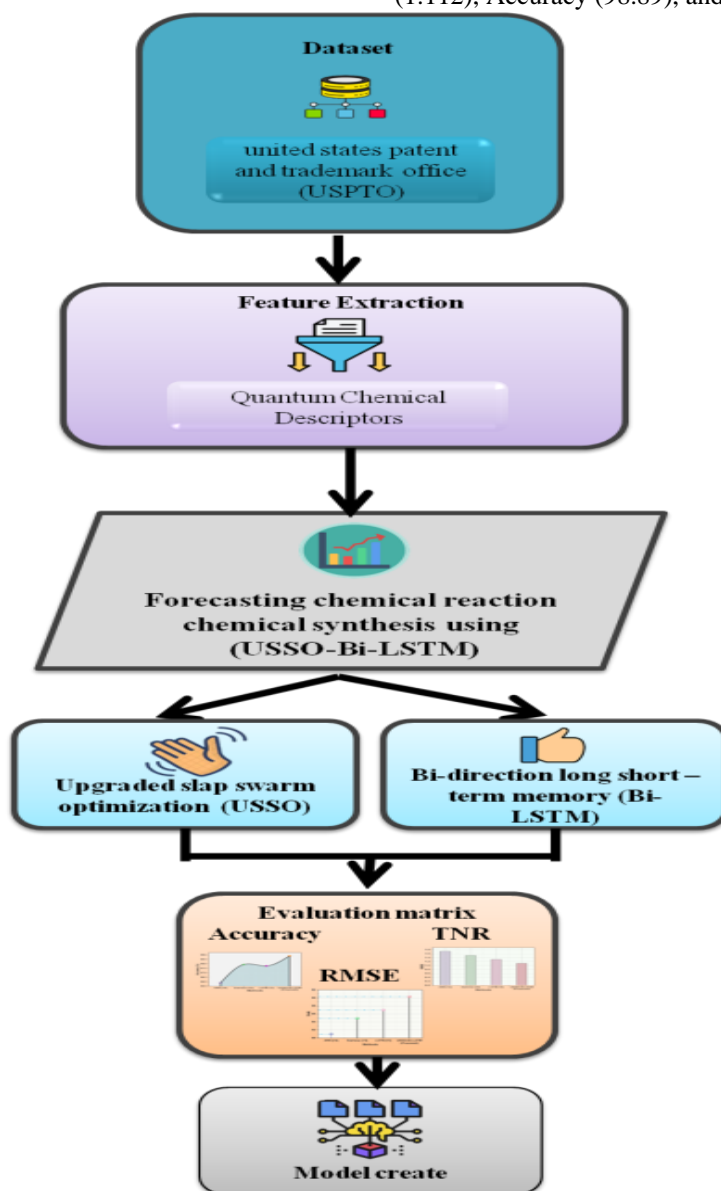 (1.112), Accuracy (98.89), and
Dataset
united states patent
and trademark office
(USPTO)
Feature Extraction
Quantum Chemical
Descriptors
Forecasting chemical reaction
chemical synthesis using
(USSO-Bi-LSTM)
Upgraded slap swarm
optimization (USSO)
Bi-direction long short –
term memory (Bi-
LSTM)
Evaluation matrix
Accuracy
TNR
RMSE
Model create